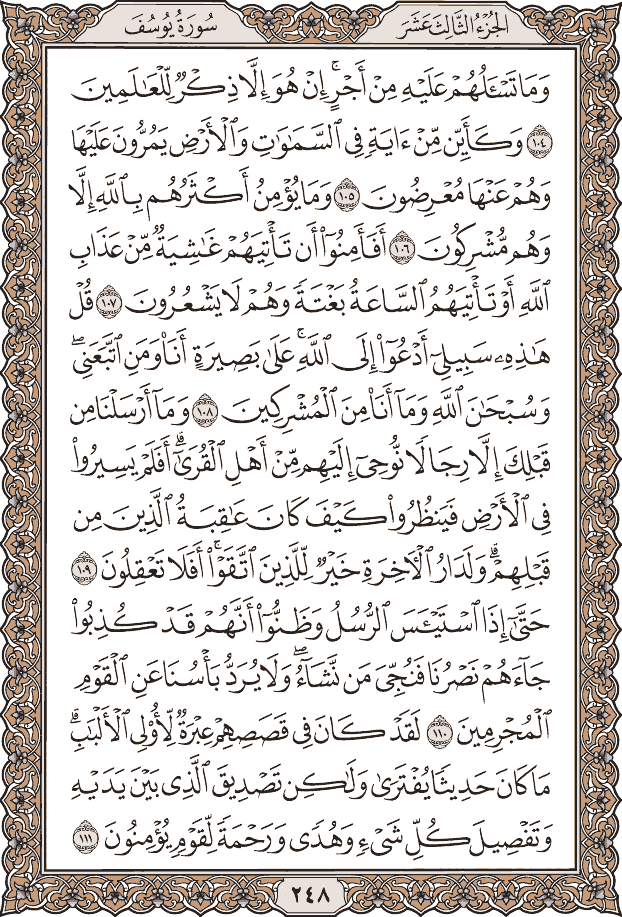 الجزء الثالث عشر
سورة يوسف
وَمَا تَسْـَٔلُهُمْ عَلَيْهِ مِنْ أَجْرٍۚ إِنْ هُوَ إِلَّا ذِكْرٌ لِّلْعَٰلَمِينَ
١٠٤ وَكَأَيِّن مِّنْ ءَايَةٍ فِى ٱلسَّمَٰوَٰتِ وَٱلْأَرْضِ يَمُرُّونَ عَلَيْهَا
وَهُمْ عَنْهَا مُعْرِضُونَ ١٠٥ وَمَا يُؤْمِنُ أَكْثَرُهُم بِٱللَّهِ إِلَّا
وَهُم مُّشْرِكُونَ ١٠٦ أَفَأَمِنُوٓا۟ أَن تَأْتِيَهُمْ غَٰشِيَةٌ مِّنْ عَذَابِ
ٱللَّهِ أَوْ تَأْتِيَهُمُ ٱلسَّاعَةُ بَغْتَةً وَهُمْ لَا يَشْعُرُونَ ١٠٧ قُلْ
هَٰذِهِۦ سَبِيلِىٓ أَدْعُوٓا۟ إِلَى ٱللَّهِۚ عَلَىٰ بَصِيرَةٍ أَنَا۠ وَمَنِ ٱتَّبَعَنِىۖ
وَسُبْحَٰنَ ٱللَّهِ وَمَآ أَنَا۠ مِنَ ٱلْمُشْرِكِينَ ١٠٨ وَمَآ أَرْسَلْنَا مِن
قَبْلِكَ إِلَّا رِجَالًا نُّوحِىٓ إِلَيْهِم مِّنْ أَهْلِ ٱلْقُرَىٰٓۗ أَفَلَمْ يَسِيرُوا۟
فِى ٱلْأَرْضِ فَيَنظُرُوا۟ كَيْفَ كَانَ عَٰقِبَةُ ٱلَّذِينَ مِن
قَبْلِهِمْۗ وَلَدَارُ ٱلْـَٔاخِرَةِ خَيْرٌ لِّلَّذِينَ ٱتَّقَوْا۟ۚ أَفَلَا تَعْقِلُونَ ١٠٩
حَتَّىٰٓ إِذَا ٱسْتَيْـَٔسَ ٱلرُّسُلُ وَظَنُّوٓا۟ أَنَّهُمْ قَدْ كُذِبُوا۟
جَآءَهُمْ نَصْرُنَا فَنُجِّىَ مَن نَّشَآءُۖ وَلَا يُرَدُّ بَأْسُنَا عَنِ ٱلْقَوْمِ
ٱلْمُجْرِمِينَ ١١٠ لَقَدْ كَانَ فِى قَصَصِهِمْ عِبْرَةٌ لِّأُو۟لِى ٱلْأَلْبَٰبِۗ
مَا كَانَ حَدِيثًا يُفْتَرَىٰ وَلَٰكِن تَصْدِيقَ ٱلَّذِى بَيْنَ يَدَيْهِ
وَتَفْصِيلَ كُلِّ شَىْءٍ وَهُدًى وَرَحْمَةً لِّقَوْمٍ يُؤْمِنُونَ ١١١
٢٤٨